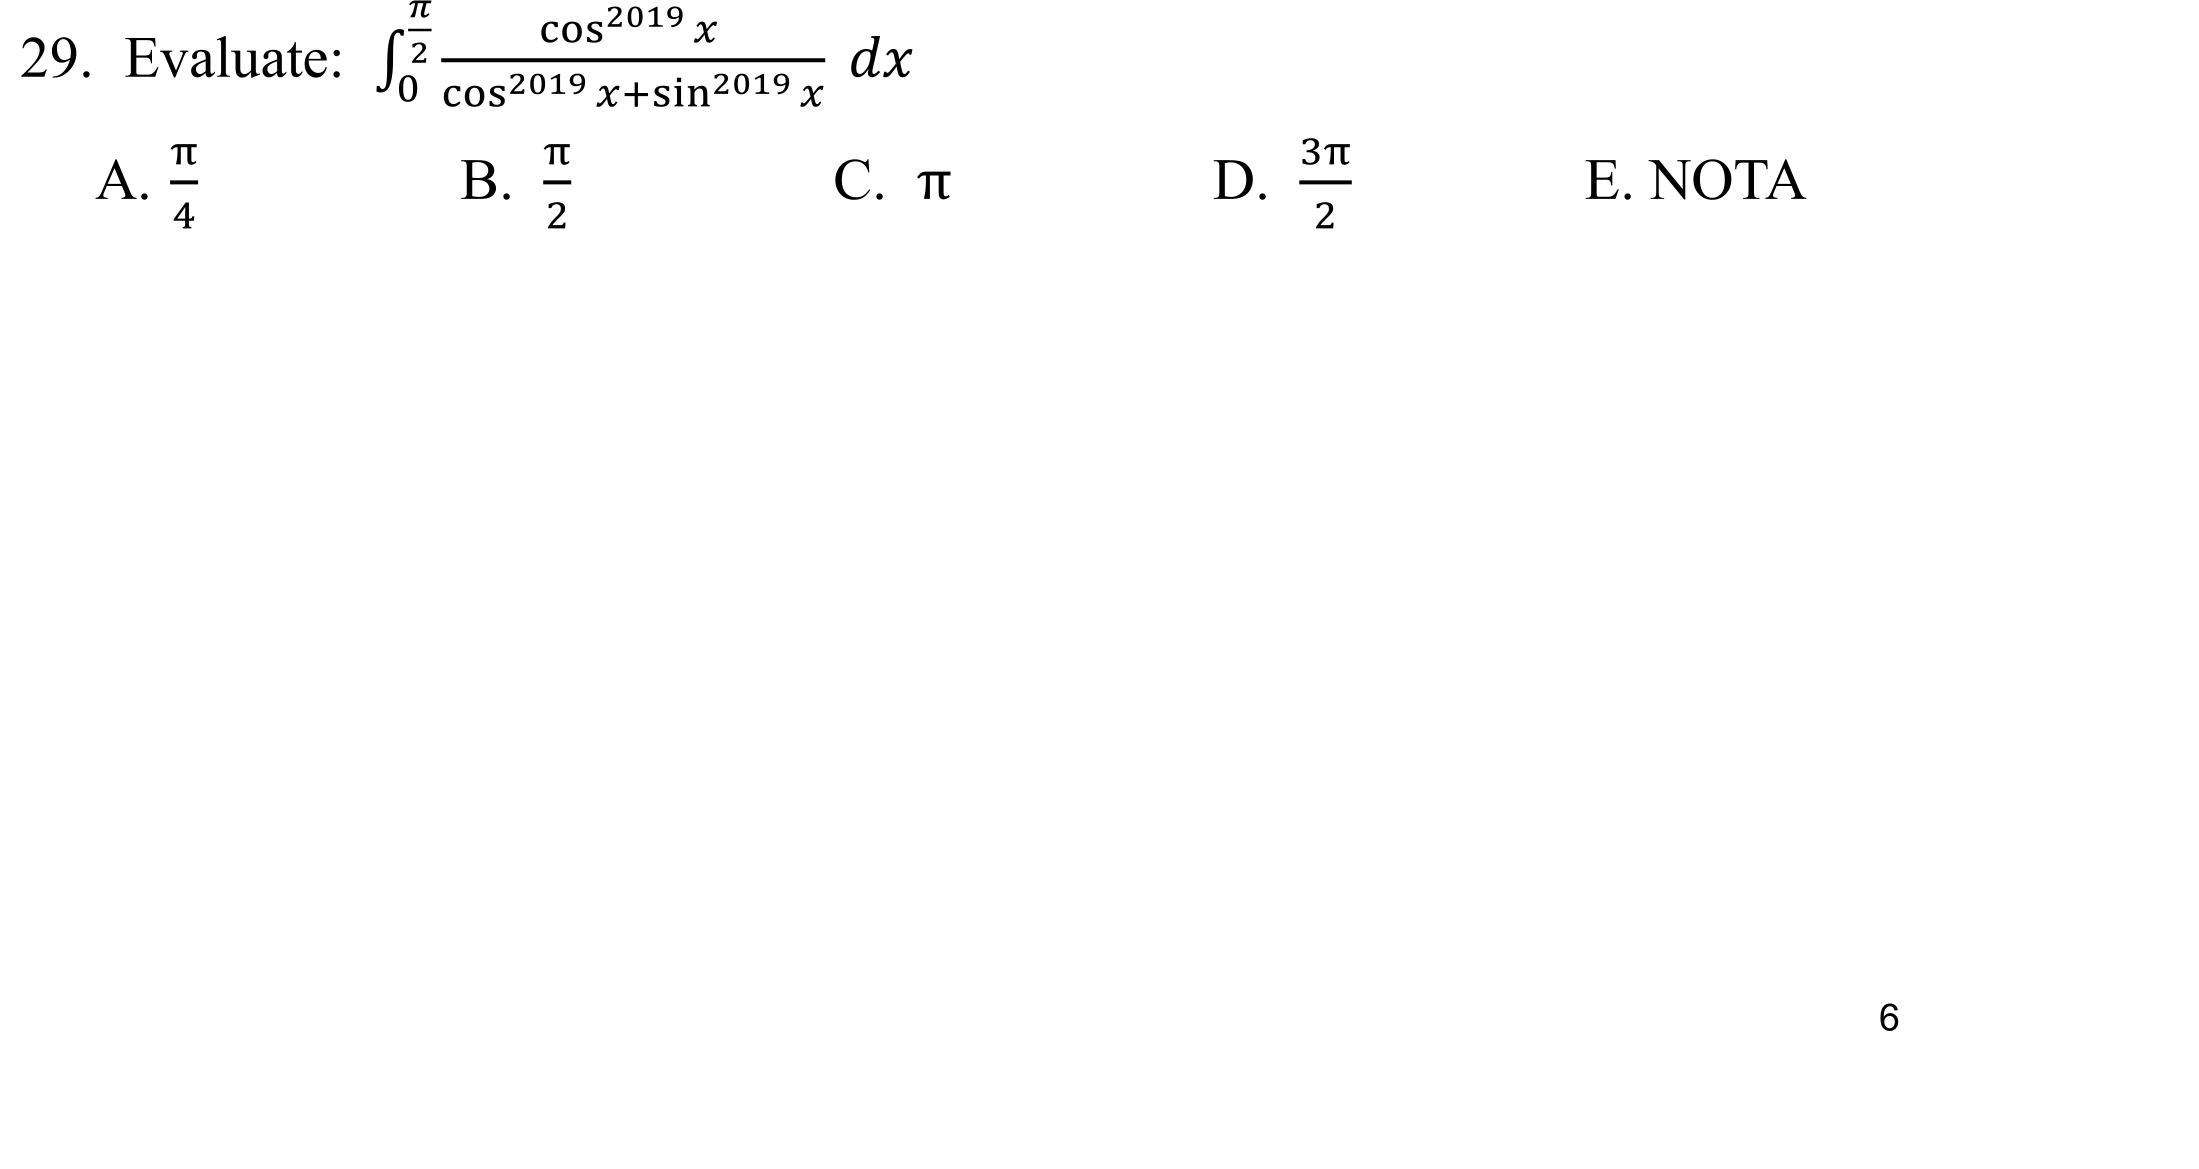 29. Evaluate: $\int_0^{\frac{\pi}{2}} \frac{\cos^{2019} x}{\cos^{2019} x+\sin^{2019} x} \, dx$
A. $\frac{\pi}{4}$ B. $\frac{\pi}{2}$ C. π D. $\frac{3\pi}{2}$ E. NOTA
6